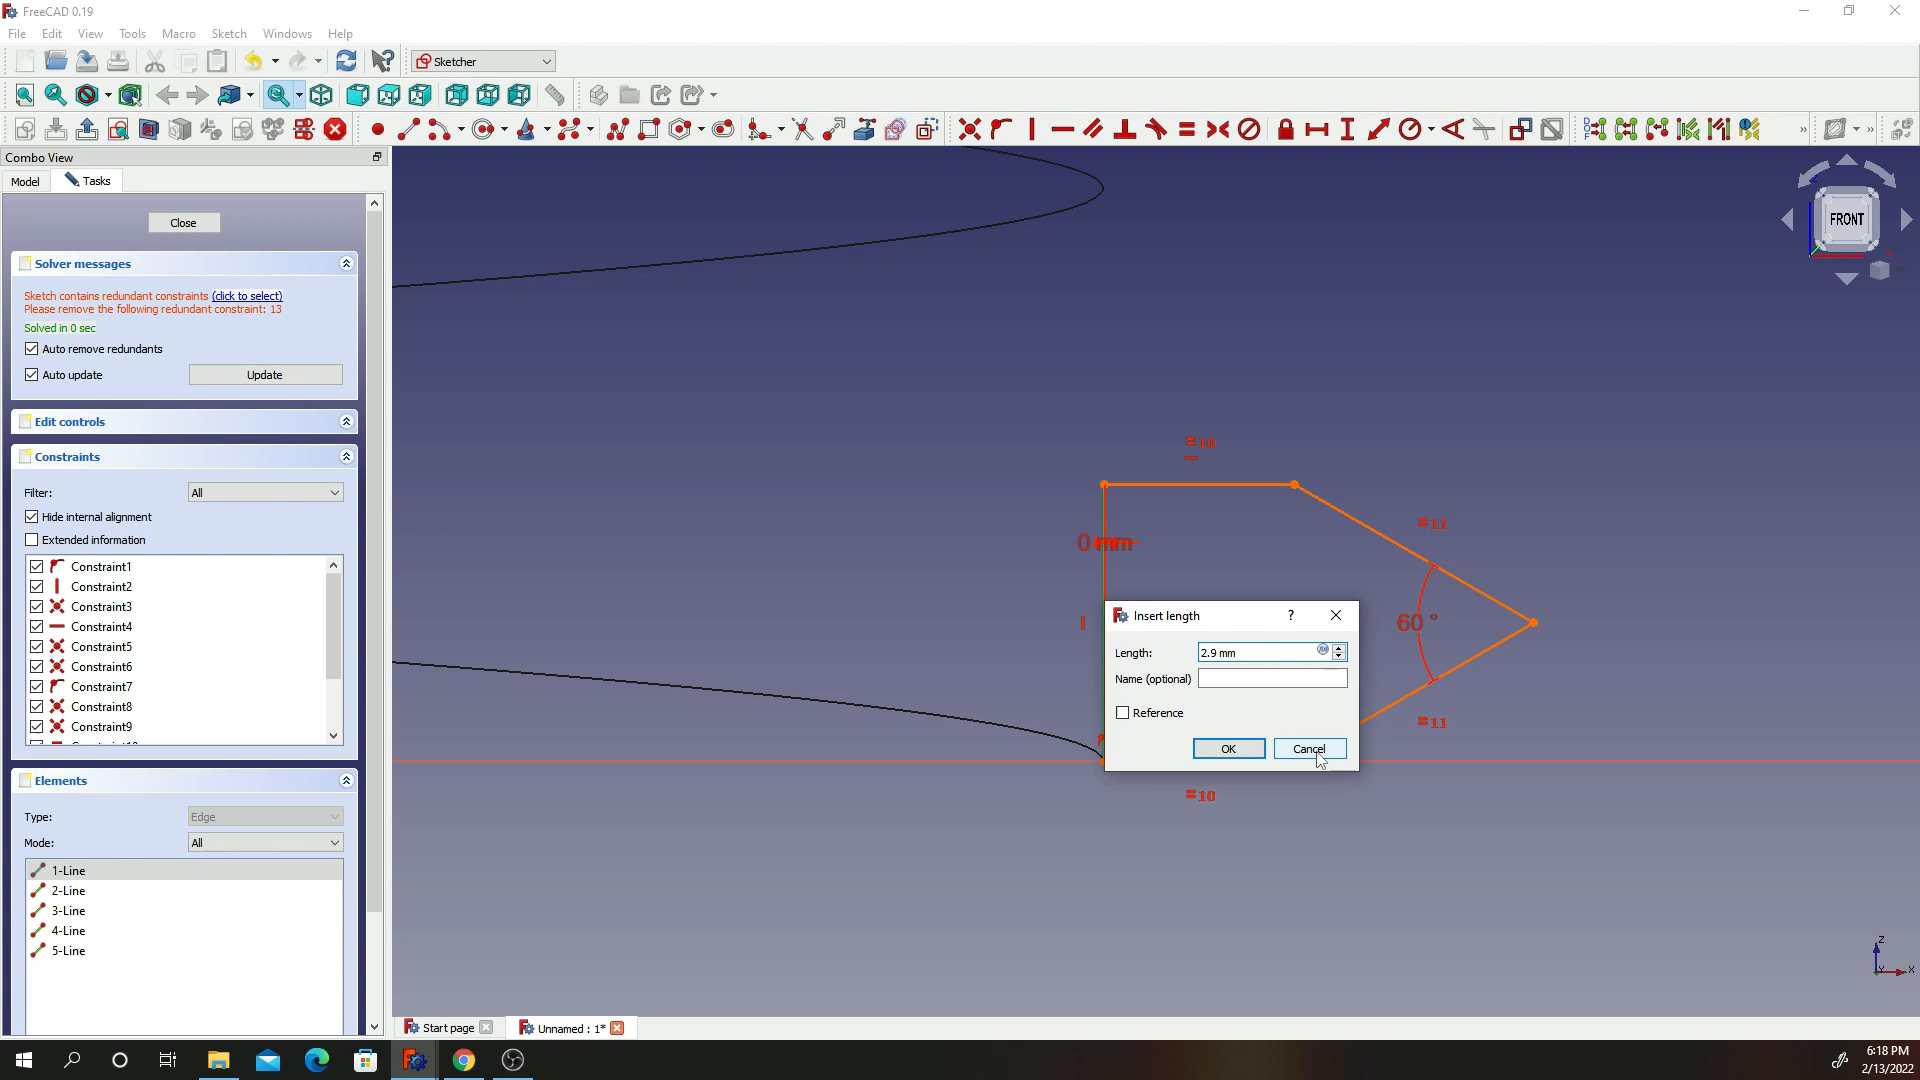 FreeCAD 0.19
File Edit View Tools Macro Sketch Windows Help
Sketcher
Combo View
Model Tasks
Close
Solver messages
Sketch contains redundant constraints (click to select)
Please remove the following redundant constraint: 13
Solved in 0 sec
Auto remove redundants
Auto update Update
Edit controls
Constraints
Filter: All
Hide internal alignment
Extended information
Constraint1
Constraint2
Constraint3
Constraint4
Constraint5
Constraint6
Constraint7
Constraint8
Constraint9
Elements
Type: Edge
Mode: All
1-Line
2-Line
3-Line
4-Line
5-Line
FRONT
=13
0 mm
60 °
=11
=10
Insert length ?
Length: 2.9 mm
Name (optional)
Reference
OK Cancel
Z
Y X
Start page Unnamed : 1*
6:18 PM
2/13/2022